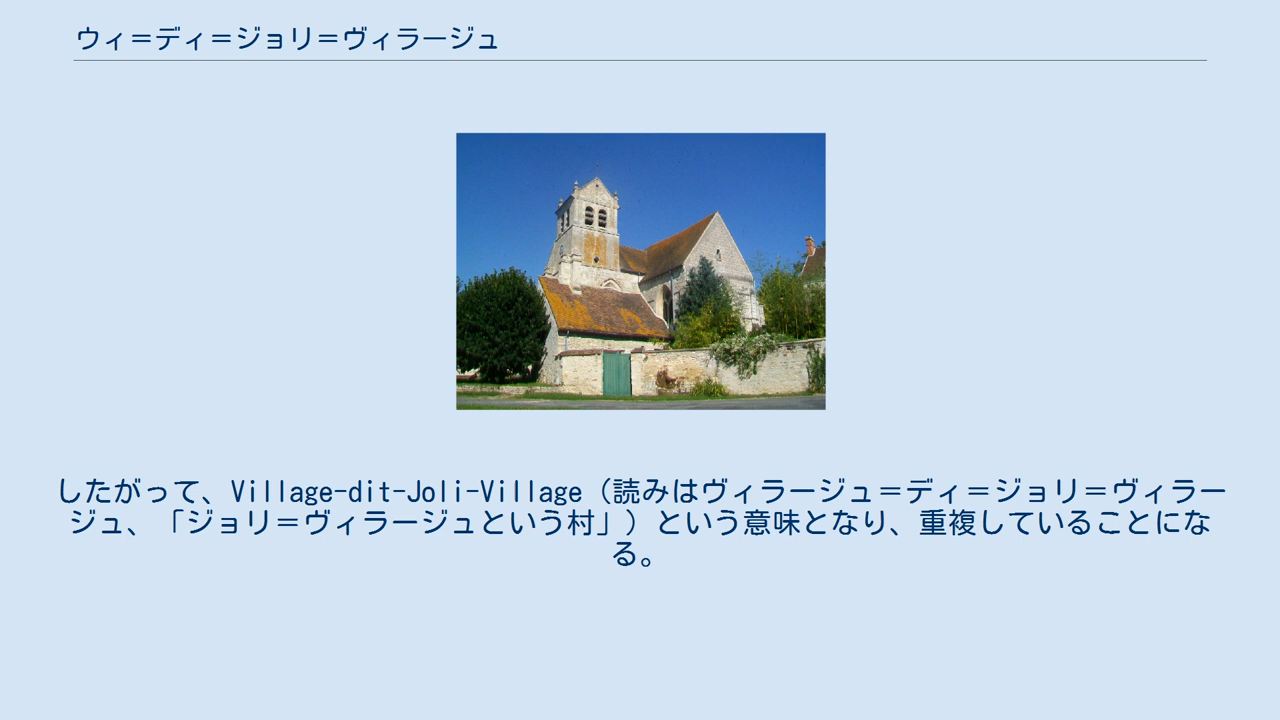 ウィ＝ディ＝ジョリ＝ヴィラージュ
したがって、Village-dit-Joli-Village（読みはヴィラージュ＝ディ＝ジョリ＝ヴィラー
ジュ、「ジョリ＝ヴィラージュという村」）という意味となり、重複していることにな
る。